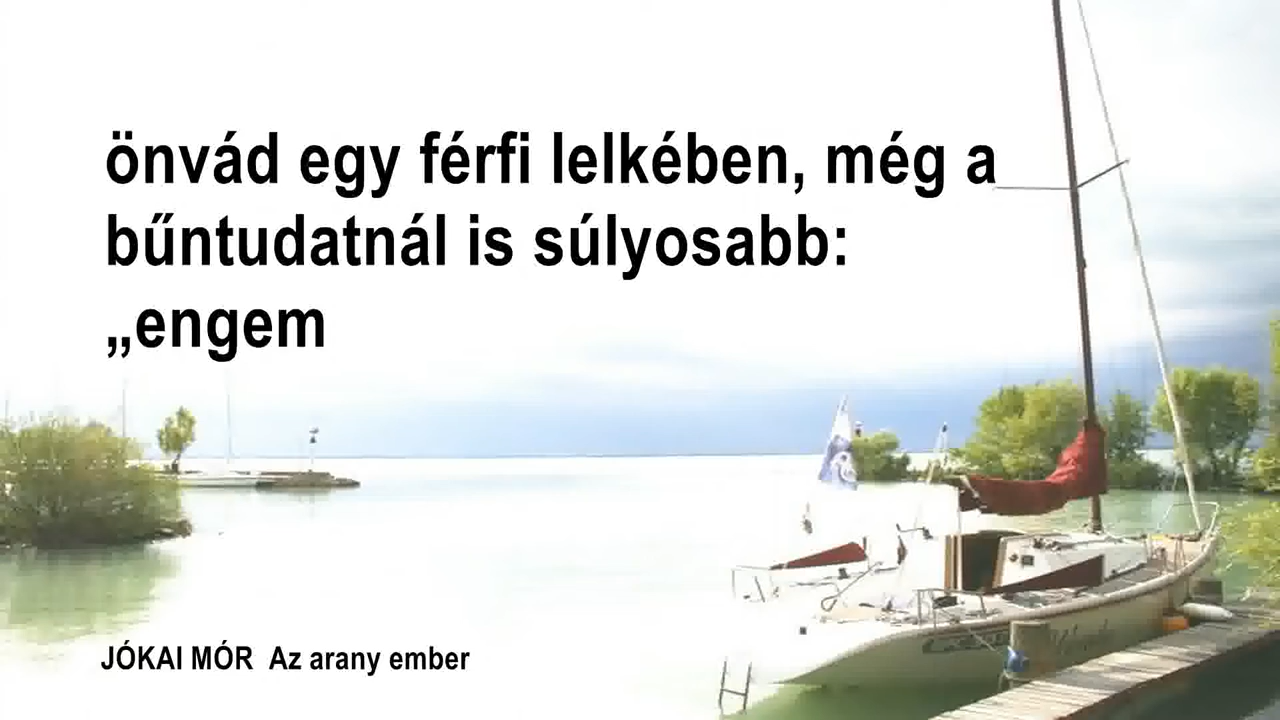 önvád egy férfi lelkében, még a
bűntudatnál is súlyosabb:
„engem
JÓKAI MÓR  Az arany ember